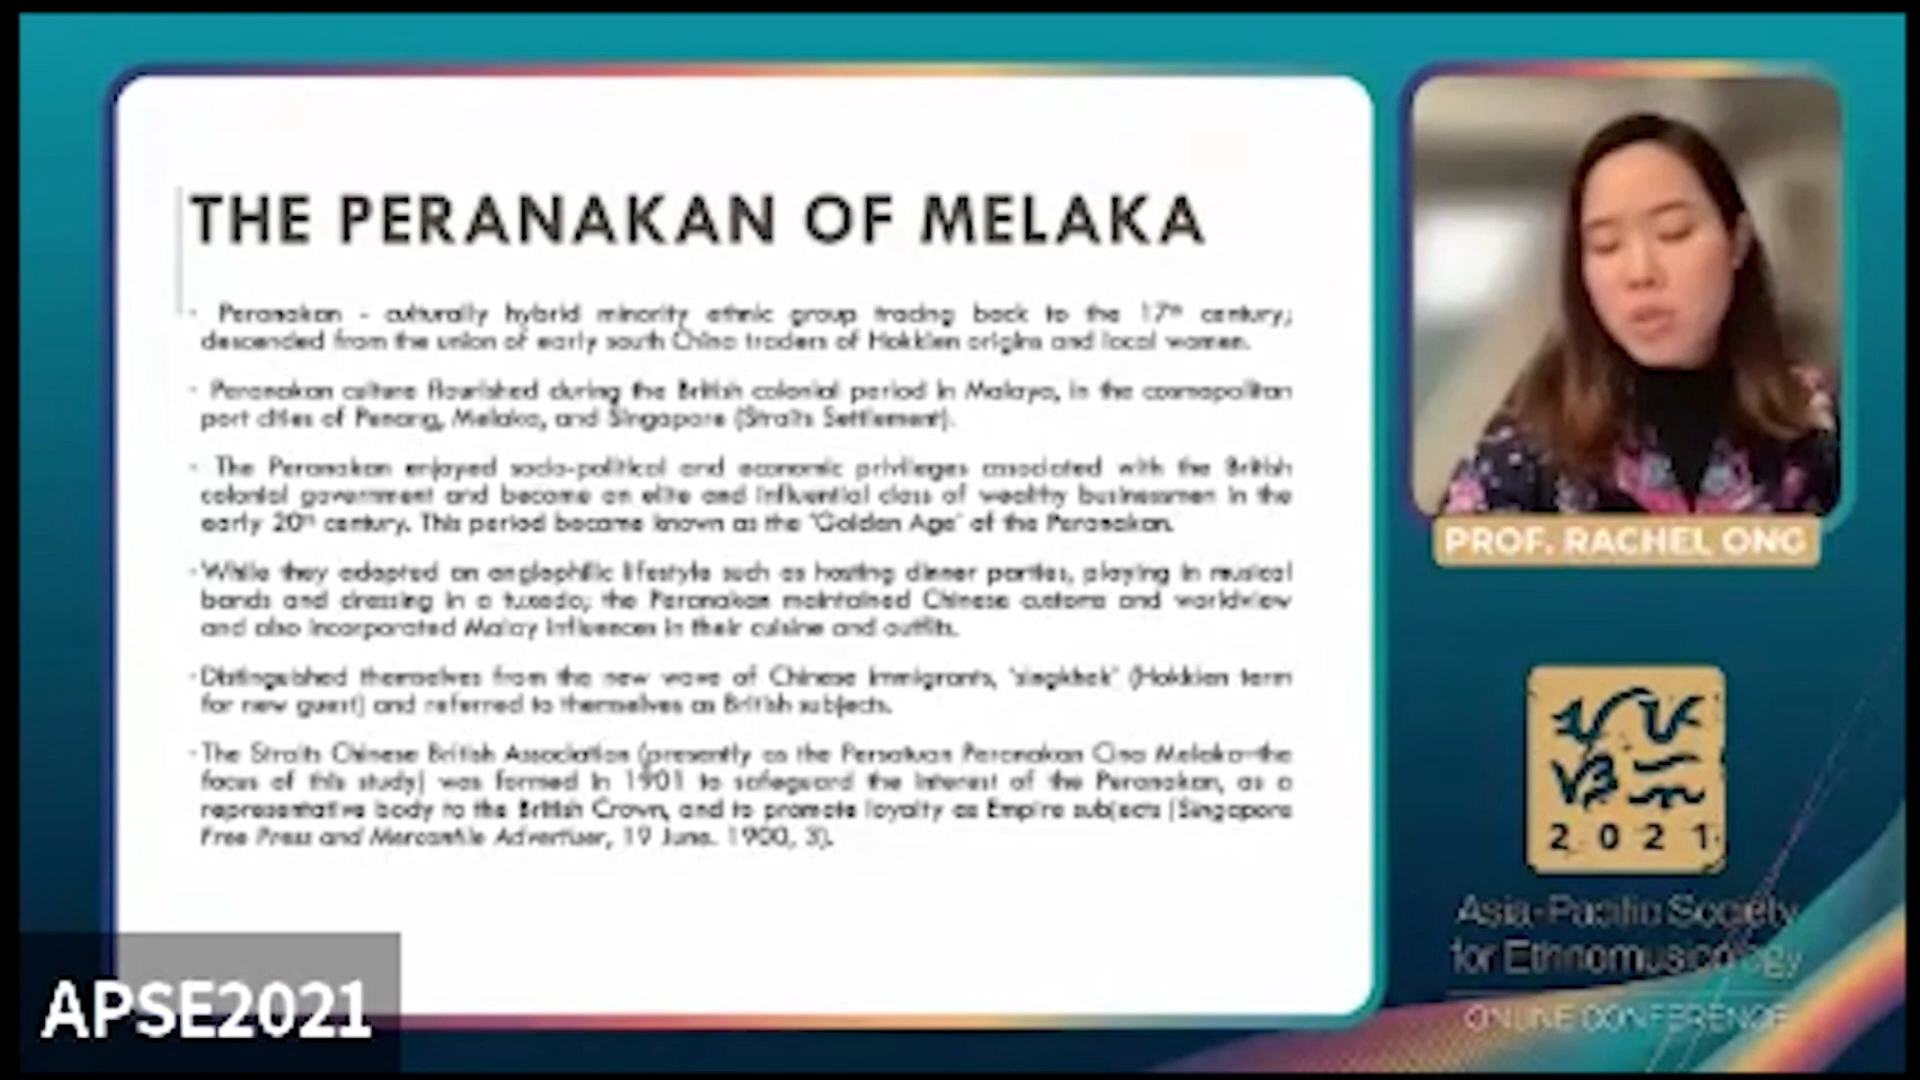 THE PERANAKAN OF MELAKA
· Peranakan - culturally hybrid minority ethnic group tracing back to the 17th century;
descended from the union of early south China traders of Hokkien origins and local women.
· Peranakan culture flourished during the British colonial period in Malaya, in the cosmopolitan
port cities of Penang, Melaka, and Singapore (Straits Settlement).
· The Peranakan enjoyed socio-political and economic privileges associated with the British
colonial government and became an elite and influential class of wealthy businessmen in the
early 20th century. This period became known as the 'Golden Age' of the Peranakan.
· While they adopted an anglophilic lifestyle such as hosting dinner parties, playing in musical
bands and dressing in a tuxedo; the Peranakan maintained Chinese customs and worldview
and also incorporated Malay influences in their cuisine and outfits.
· Distinguished themselves from the new wave of Chinese immigrants, 'singkhek' (Hokkien term
for new guest) and referred to themselves as British subjects.
· The Straits Chinese British Association (presently as the Persatuan Peranakan Cina Melaka—the
focus of this study) was formed in 1901 to safeguard the interest of the Peranakan, as a
representative body to the British Crown, and to promote loyalty as Empire subjects (Singapore
Free Press and Mercantile Advertiser, 19 June. 1900, 3).
PROF. RACHEL ONG
2021
Asia-Pacific Society
for Ethnomusicology
ONLINE CONFERENCE
APSE2021